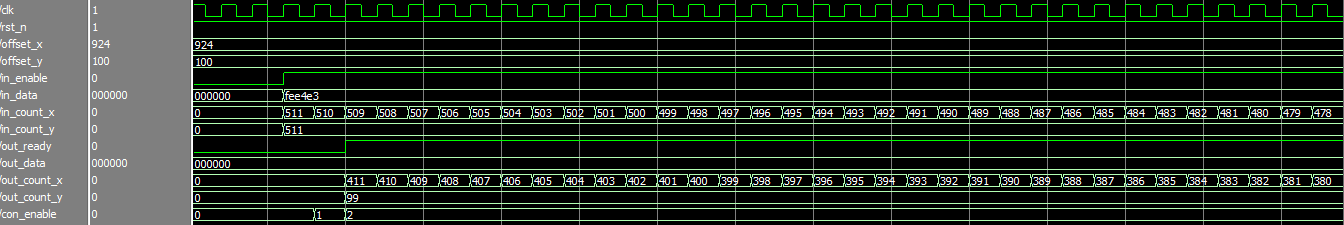 /clk 1
/rst_n 1
/offset_x 924 924
/offset_y 100 100
/in_enable 0
/in_data 000000 000000 fee4e3
/in_count_x 0 0 511 510 509 508 507 506 505 504 503 502 501 500 499 498 497 496 495 494 493 492 491 490 489 488 487 486 485 484 483 482 481 480 479 478
/in_count_y 0 0 511
/out_ready 0
/out_data 000000 000000
/out_count_x 0 0 411 410 409 408 407 406 405 404 403 402 401 400 399 398 397 396 395 394 393 392 391 390 389 388 387 386 385 384 383 382 381 380
/out_count_y 0 0 99
/con_enable 0 0 1 2